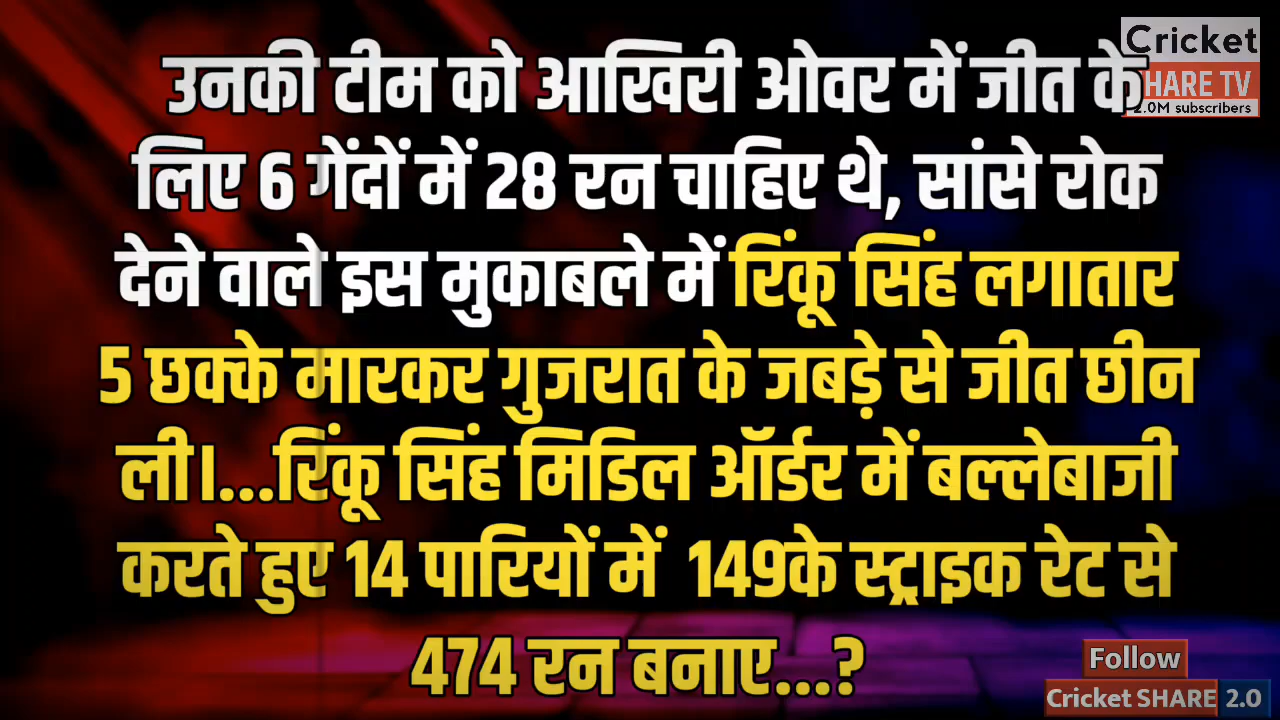 Cricket
SHARE TV
2.0M subscribers
उनकी टीम को आखिरी ओवर में जीत के
लिए 6 गेंदों में 28 रन चाहिए थे, सांसे रोक
देने वाले इस मुकाबले में रिंकू सिंह लगातार
5 छक्के मारकर गुजरात के जबड़े से जीत छीन
ली।...रिंकू सिंह मिडिल ऑर्डर में बल्लेबाजी
करते हुए 14 पारियों में 149के स्ट्राइक रेट से
474 रन बनाए...?
Follow
Cricket SHARE 2.0